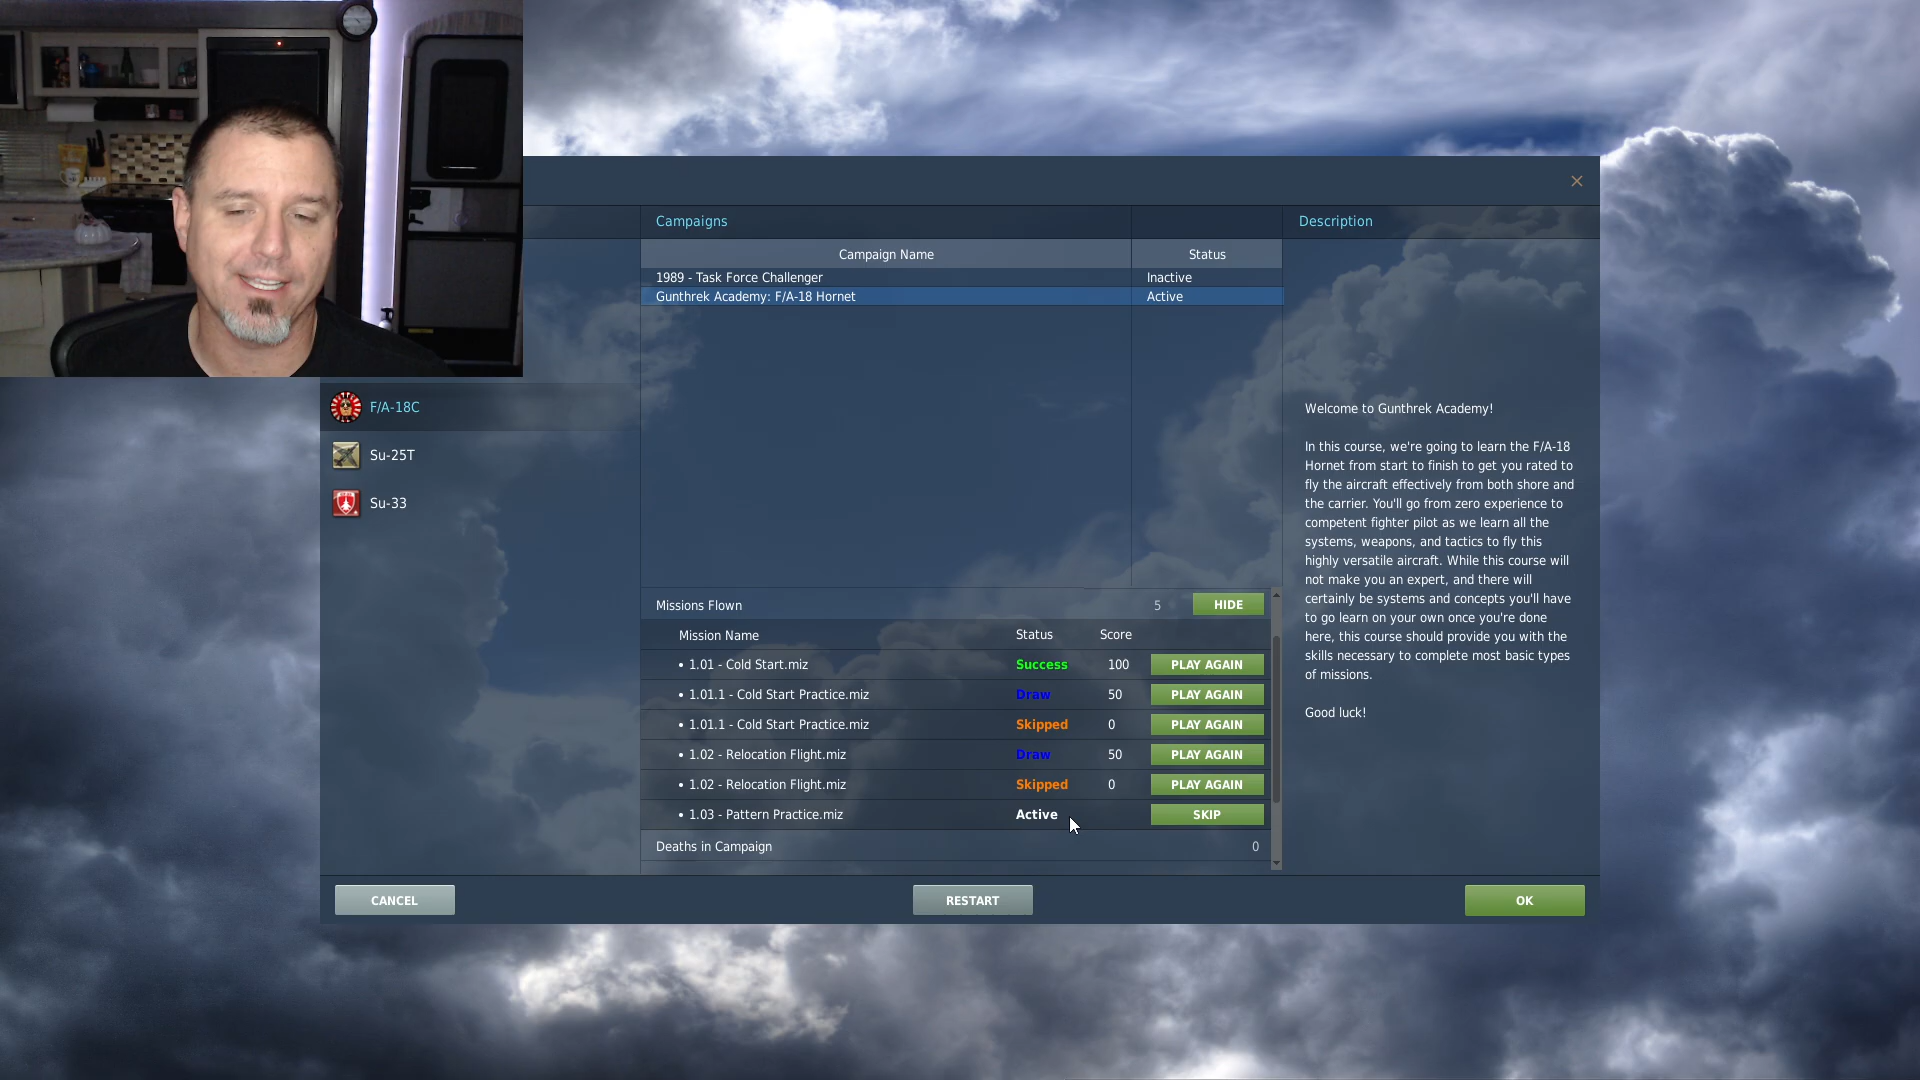 Campaigns
Description
Campaign Name Status
1989 - Task Force Challenger Inactive
Gunthrek Academy: F/A-18 Hornet Active
F/A-18C
Su-25T
Su-33
Missions Flown 5 HIDE
Mission Name Status Score
• 1.01 - Cold Start.miz Success 100 PLAY AGAIN
• 1.01.1 - Cold Start Practice.miz Draw 50 PLAY AGAIN
• 1.01.1 - Cold Start Practice.miz Skipped 0 PLAY AGAIN
• 1.02 - Relocation Flight.miz Draw 50 PLAY AGAIN
• 1.02 - Relocation Flight.miz Skipped 0 PLAY AGAIN
• 1.03 - Pattern Practice.miz Active SKIP
Deaths in Campaign 0
Welcome to Gunthrek Academy!
In this course, we're going to learn the F/A-18
Hornet from start to finish to get you rated to
fly the aircraft effectively from both shore and
the carrier. You'll go from zero experience to
competent fighter pilot as we learn all the
systems, weapons, and tactics to fly this
highly versatile aircraft. While this course will
not make you an expert, and there will
certainly be systems and concepts you'll have
to go learn on your own once you're done
here, this course should provide you with the
skills necessary to complete most basic types
of missions.
Good luck!
CANCEL
RESTART
OK